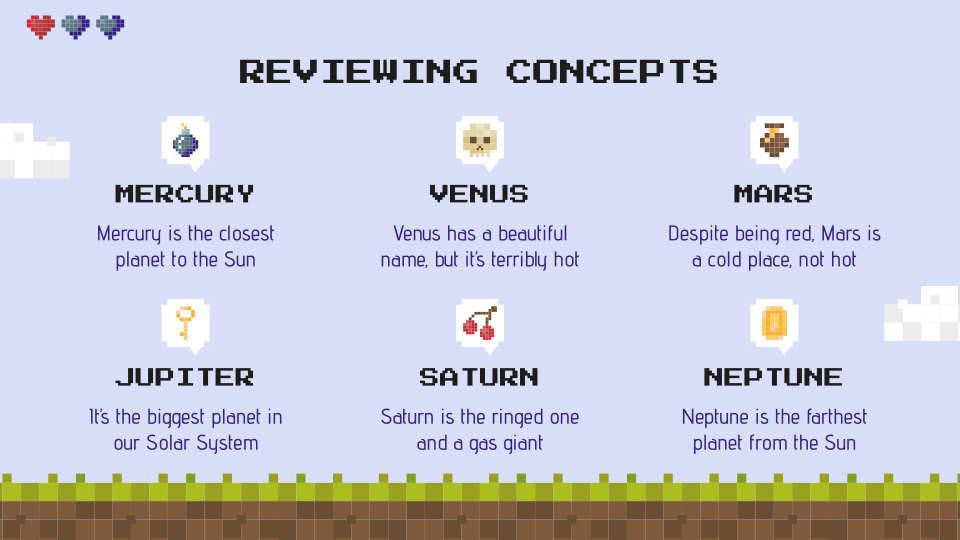 REVIEWING CONCEPTS
MERCURY
Mercury is the closest
planet to the Sun
VENUS
Venus has a beautiful
name, but it's terribly hot
MARS
Despite being red, Mars is
a cold place, not hot
JUPITER
It's the biggest planet in
our Solar System
SATURN
Saturn is the ringed one
and a gas giant
NEPTUNE
Neptune is the farthest
planet from the Sun